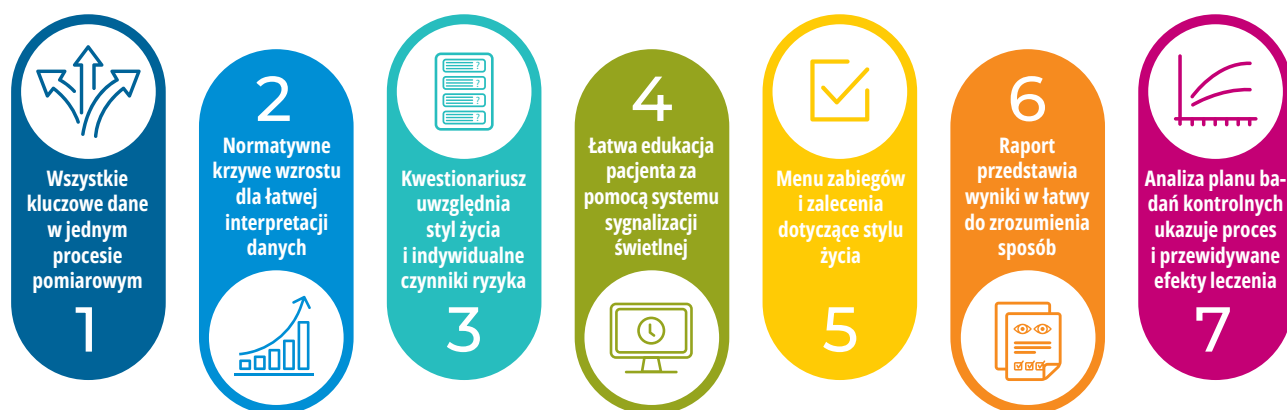 Wszystkie
kluczowe dane
w jednym
procesie
pomiarowym
1
2
Normatywne
krzywe wzrostu
dla łatwej
interpretacji
danych
? 
?
?
?
Kwestionariusz
uwzględnia
styl życia
i indywidualne
czynniki ryzyka
3
4
Łatwa edukacja
pacjenta za
pomocą systemu
sygnalizacji
świetlnej
Menu zabiegów
i zalecenia
dotyczące stylu
życia
5
6
Raport
przedstawia
wyniki w łatwy
do zrozumienia
sposób
Analiza planu ba-
dań kontrolnych
ukazuje proces
i przewidywane
efekty leczenia
7